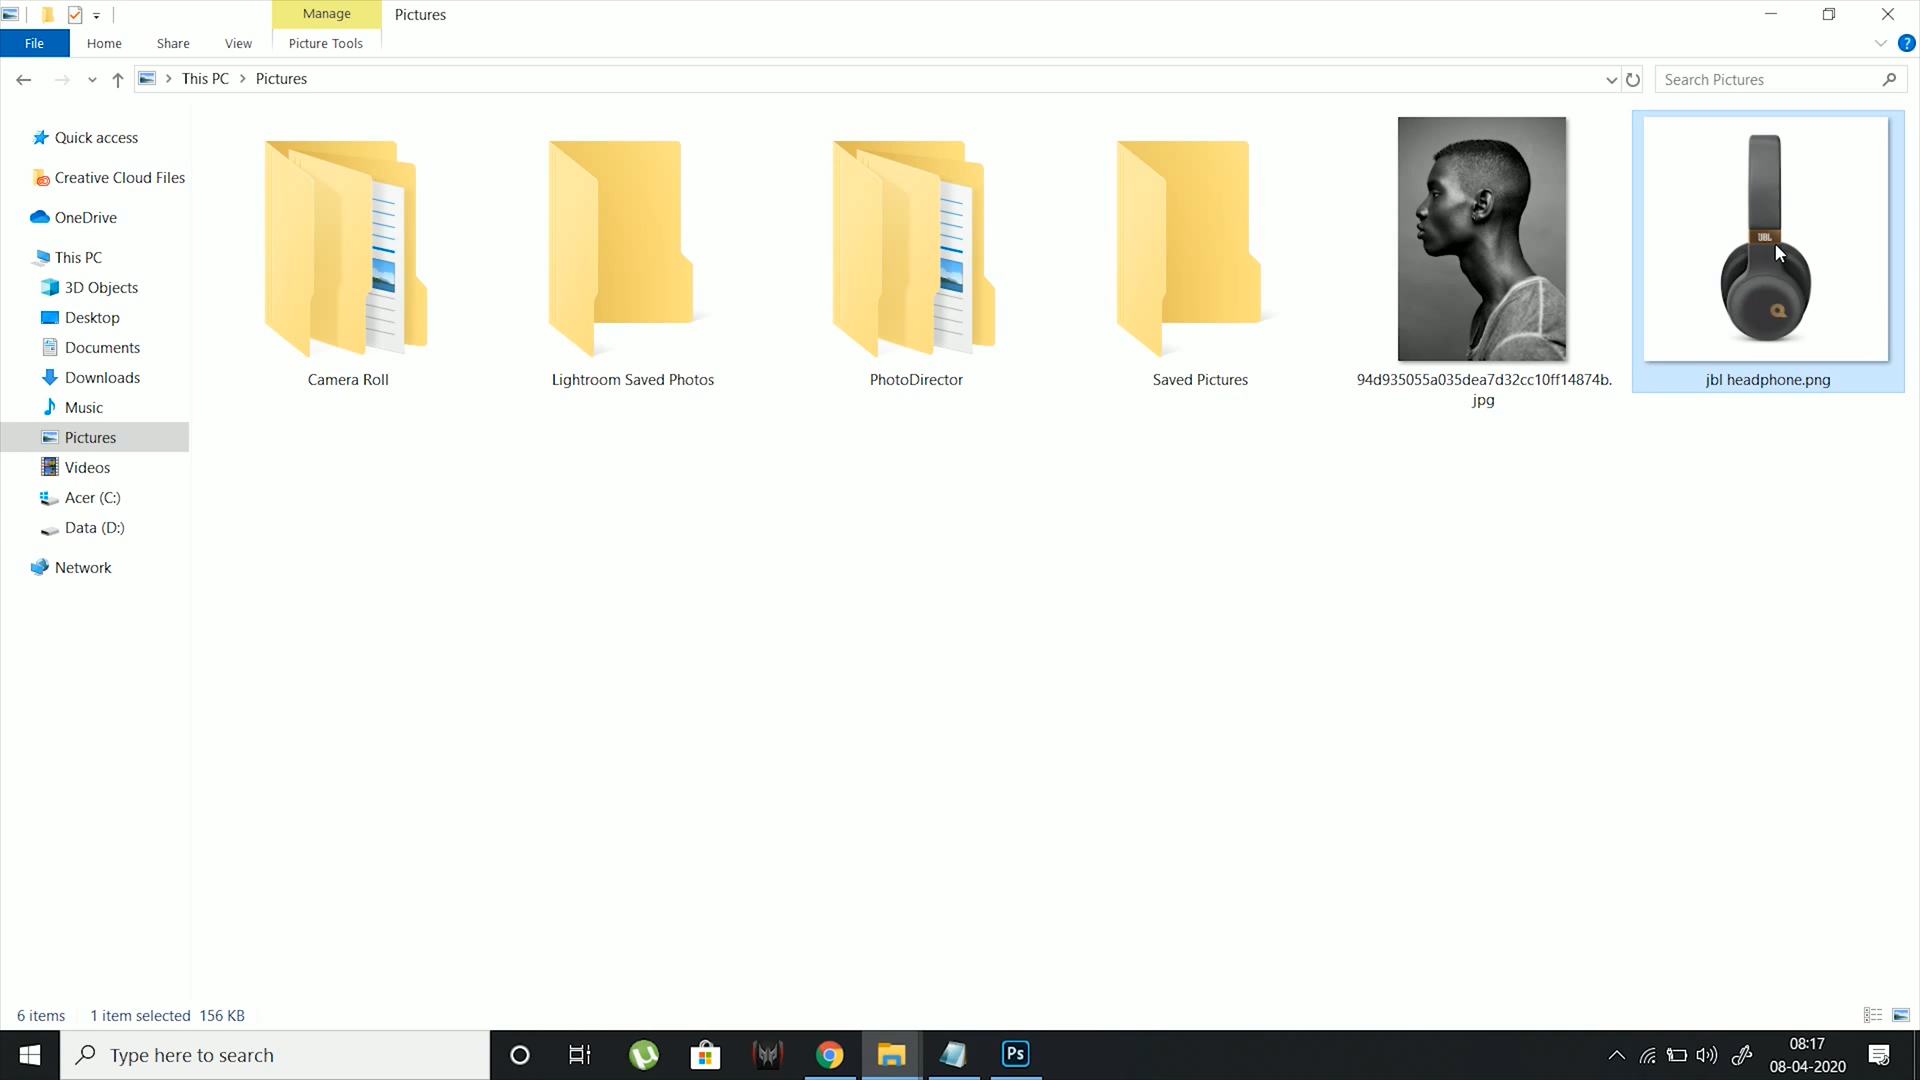 Manage
Pictures
File
Home
Share
View
Picture Tools
This PC
Pictures
Search Pictures
Quick access
Creative Cloud Files
OneDrive
This PC
3D Objects
Desktop
Documents
Downloads
Music
Pictures
Videos
Acer (C:)
Data (D:)
Network
JBL
Camera Roll
Lightroom Saved Photos
PhotoDirector
Saved Pictures
94d935055a035dea7d32cc10ff14874b.
jpg
jbl headphone.png
6 items
1 item selected 156 KB
Type here to search
Ps
08:17
08-04-2020